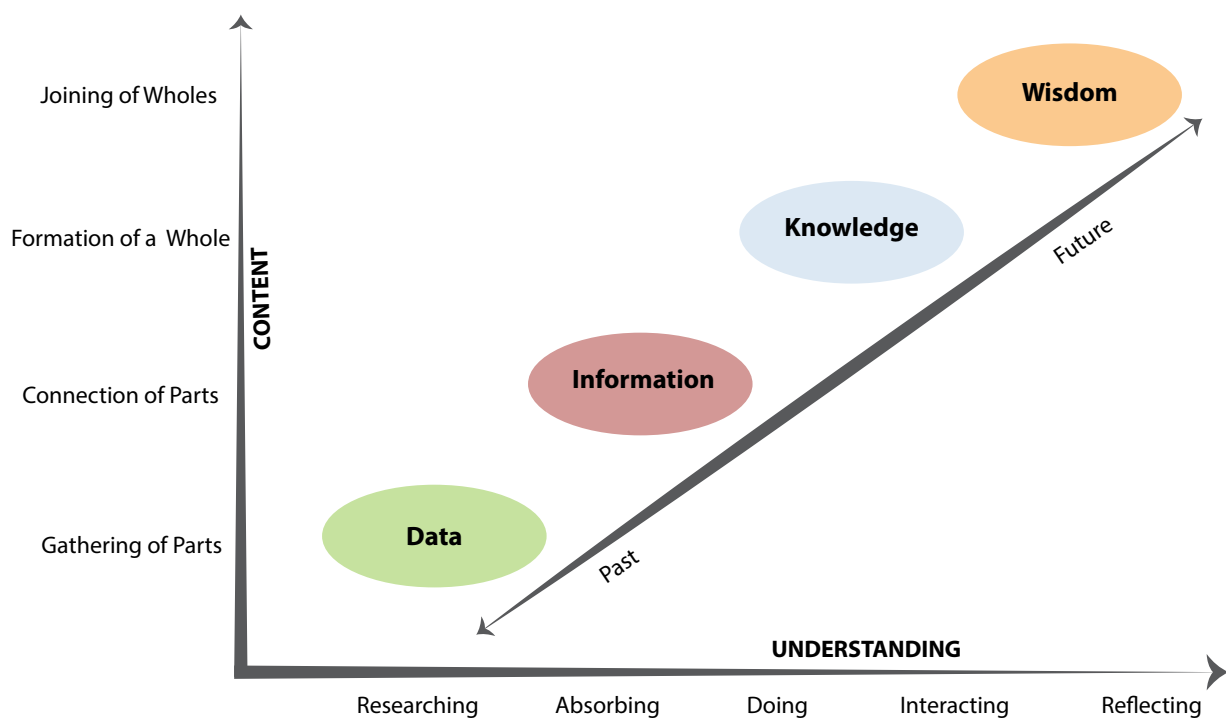 Joining of Wholes
Wisdom
Formation of a Whole
Knowledge
Future
CONTENT
Information
Connection of Parts
Data
Gathering of Parts
Past
UNDERSTANDING
Researching
Absorbing
Doing
Interacting
Reflecting